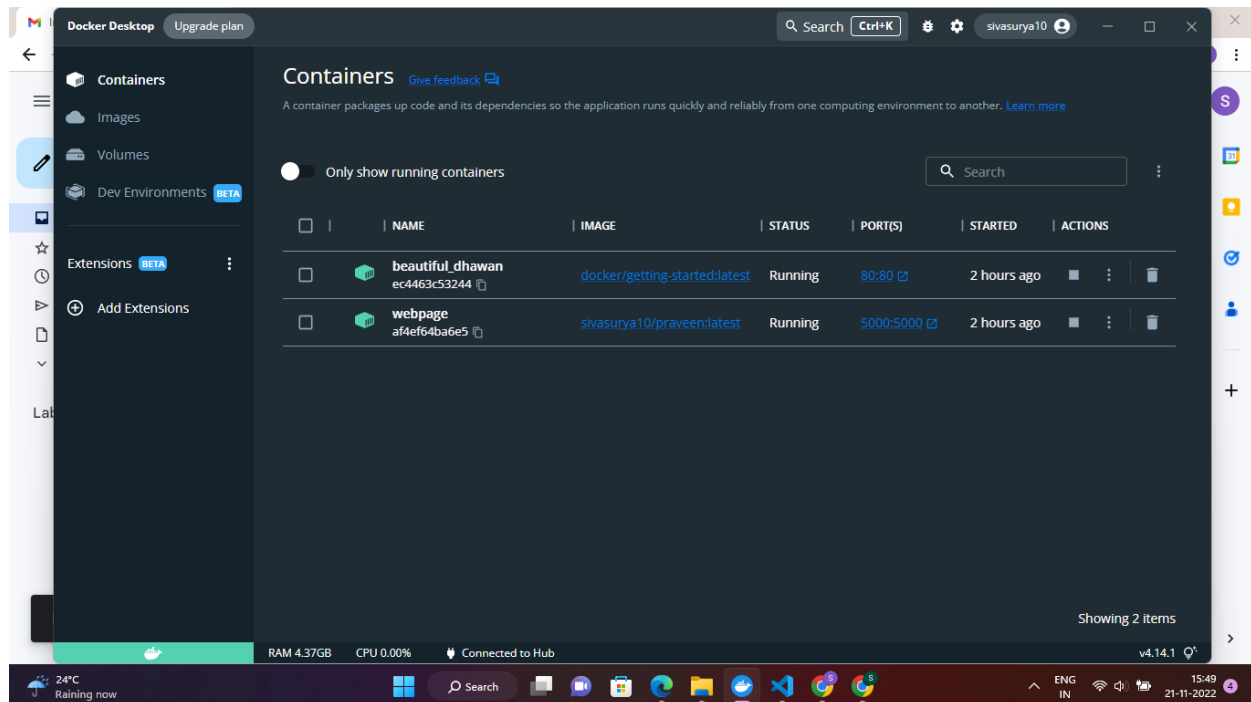 Docker Desktop Upgrade plan Search Ctrl+K sivasurya10
Containers
Images
Volumes
Dev Environments BETA
Extensions BETA
Add Extensions
Containers Give feedback
A container packages up code and its dependencies so the application runs quickly and reliably from one computing environment to another. Learn more
Only show running containers Search
NAME IMAGE STATUS PORT(S) STARTED ACTIONS
beautiful_dhawan docker/getting-started:latest Running 80:80 2 hours ago
ec4463c53244
webpage sivasurya10/praveen:latest Running 5000:5000 2 hours ago
af4ef64ba6e5
Showing 2 items
RAM 4.37GB CPU 0.00% Connected to Hub v4.14.1
Lab
S
31
24°C
Raining now
Search
S
S
ENG
IN
15:49
21-11-2022
4